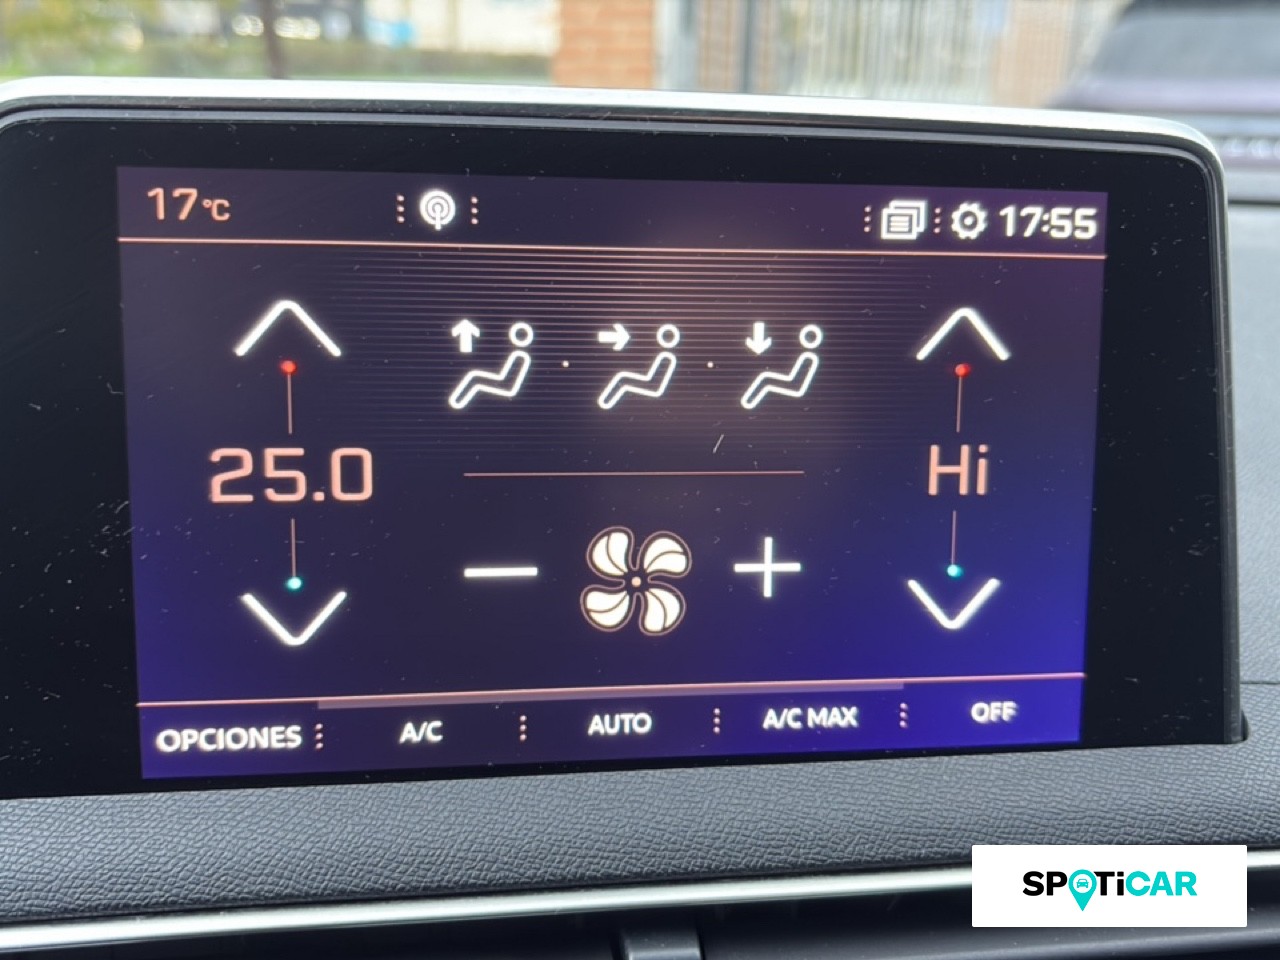 17°C
17:55
25.0
Hi
OPCIONES
A/C
AUTO
A/C MAX
OFF
SPOTiCAR